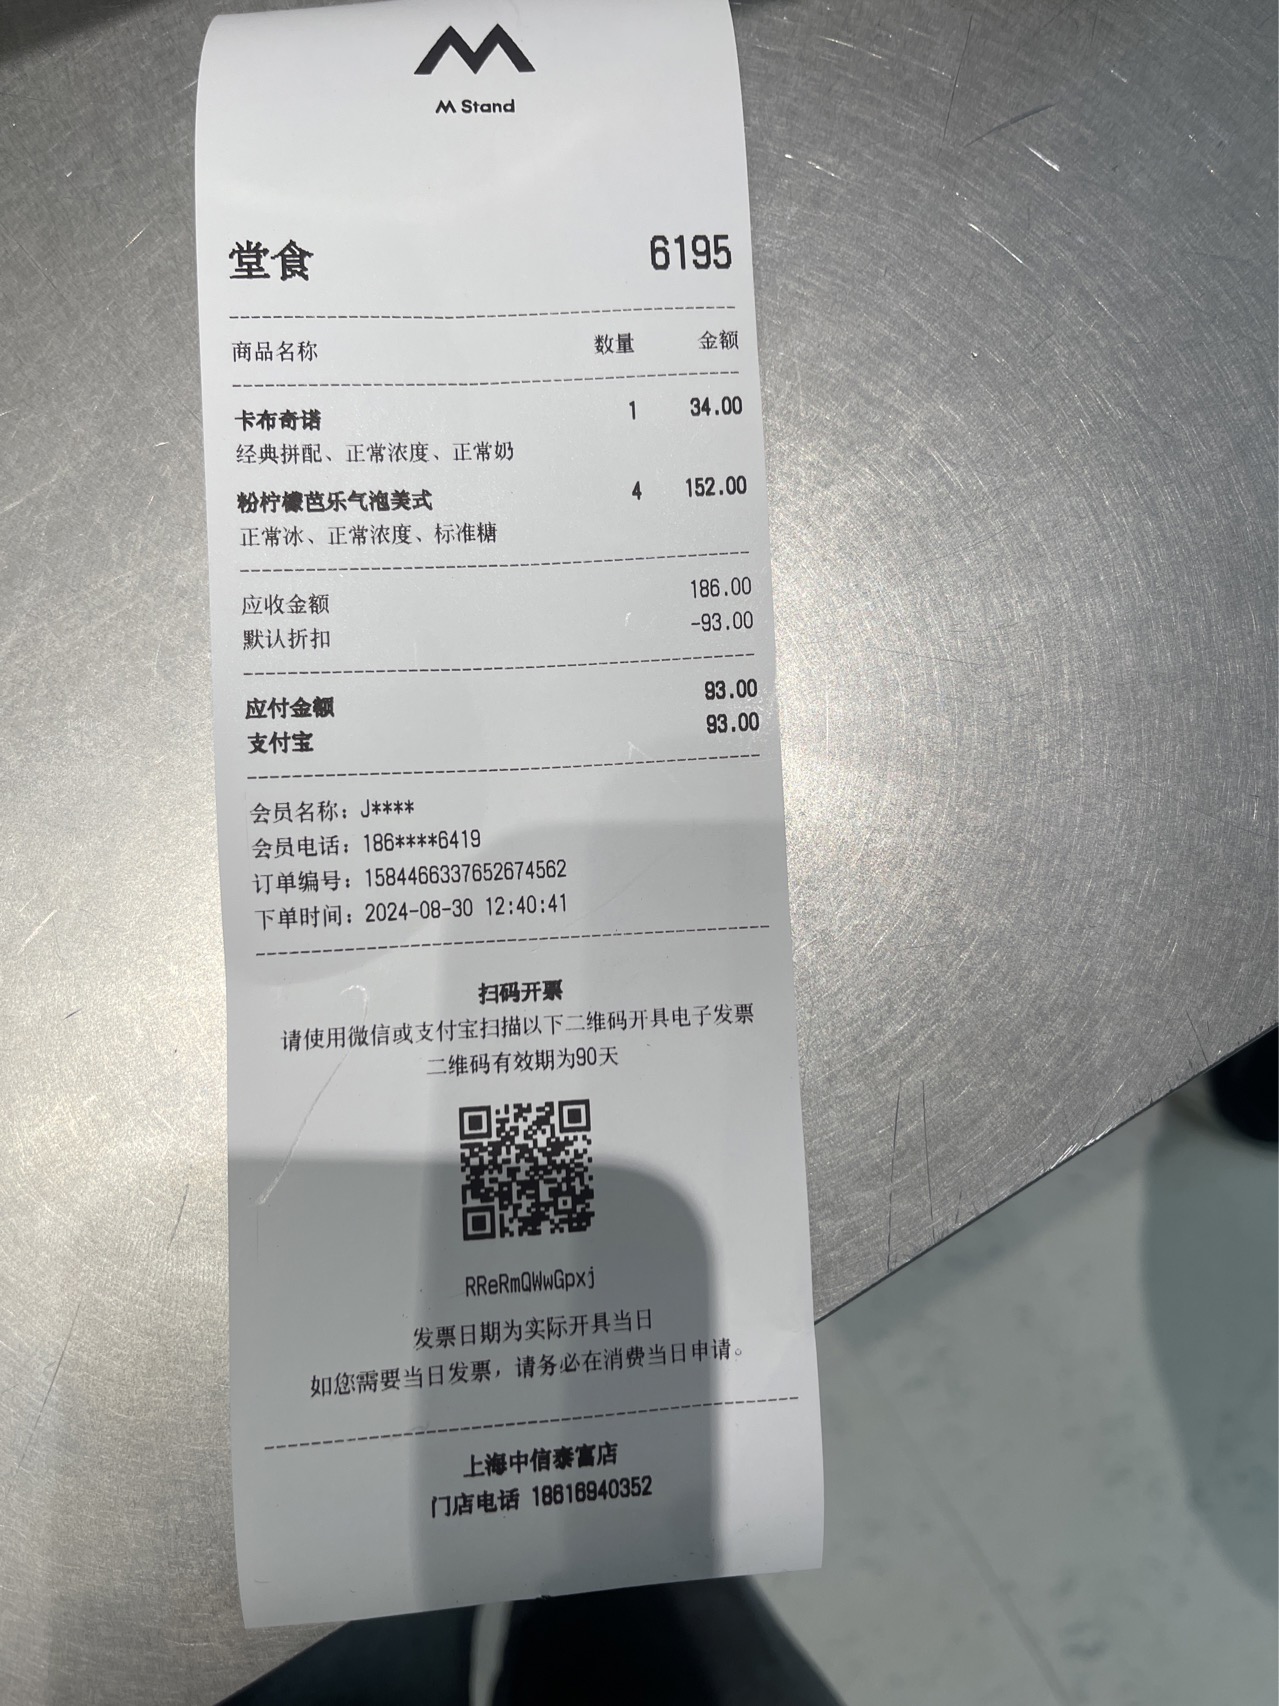 M Stand
堂食 6195
商品名称 数量 金额
卡布奇诺 1 34.00
经典拼配、正常浓度、正常奶
粉柠檬芭乐气泡美式 4 152.00
正常冰、正常浓度、标准糖
应收金额 186.00
默认折扣 -93.00
应付金额 93.00
支付宝 93.00
会员名称：J****
会员电话：186****6419
订单编号：1584466337652674562
下单时间：2024-08-30 12:40:41
扫码开票
请使用微信或支付宝扫描以下二维码开具电子发票
二维码有效期为90天
RReRmQWwGpxj
发票日期为实际开具当日
如您需要当日发票，请务必在消费当日申请。
上海中信泰富店
门店电话 18616940352